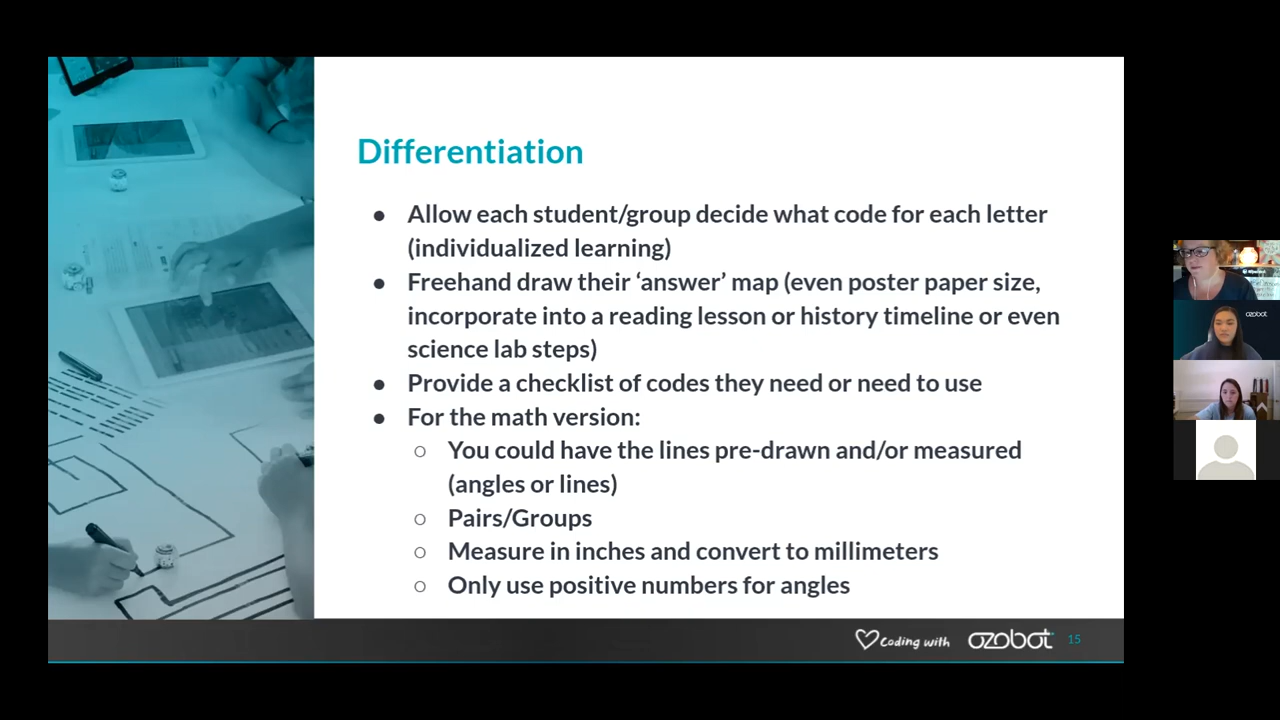 Differentiation
● Allow each student/group decide what code for each letter
(individualized learning)
● Freehand draw their ‘answer’ map (even poster paper size,
incorporate into a reading lesson or history timeline or even
science lab steps)
● Provide a checklist of codes they need or need to use
● For the math version:
○ You could have the lines pre-drawn and/or measured
(angles or lines)
○ Pairs/Groups
○ Measure in inches and convert to millimeters
○ Only use positive numbers for angles
Coding with ozobot 15
ozobot